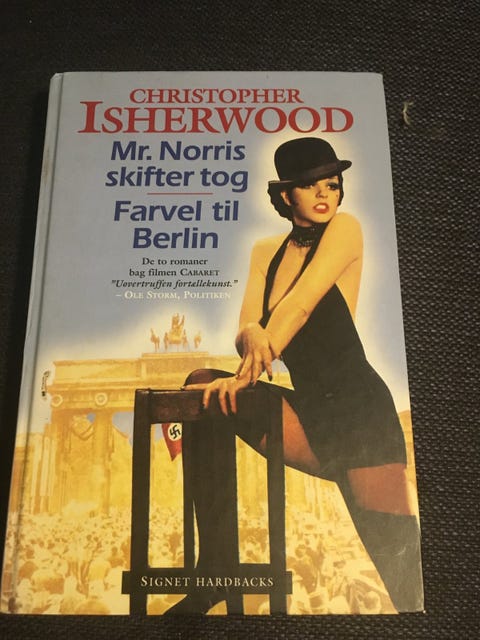 CHRISTOPHER
ISHERWOOD
Mr. Norris
skifter tog
Farvel til
Berlin
De to romaner
bag filmen CABARET
"Uovertruffen fortællekunst."
– OLE STORM, POLITIKEN
SIGNET HARDBACKS